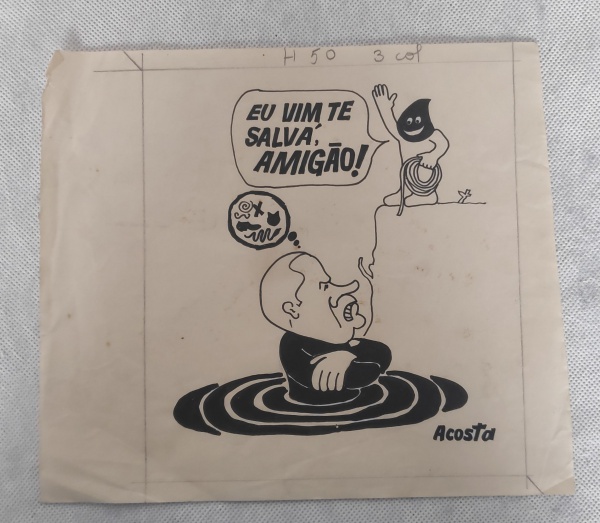 H 50 3 col
EU VIM TE
SALVÁ,
AMIGÃO!
Acosta